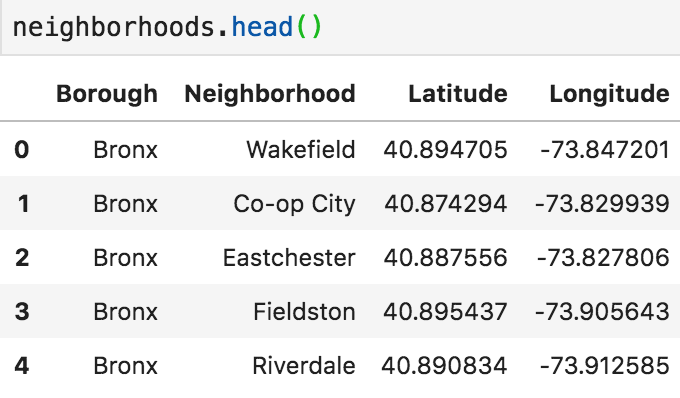 neighborhoods.head()
Borough Neighborhood Latitude Longitude
0 Bronx Wakefield 40.894705 -73.847201
1 Bronx Co-op City 40.874294 -73.829939
2 Bronx Eastchester 40.887556 -73.827806
3 Bronx Fieldston 40.895437 -73.905643
4 Bronx Riverdale 40.890834 -73.912585